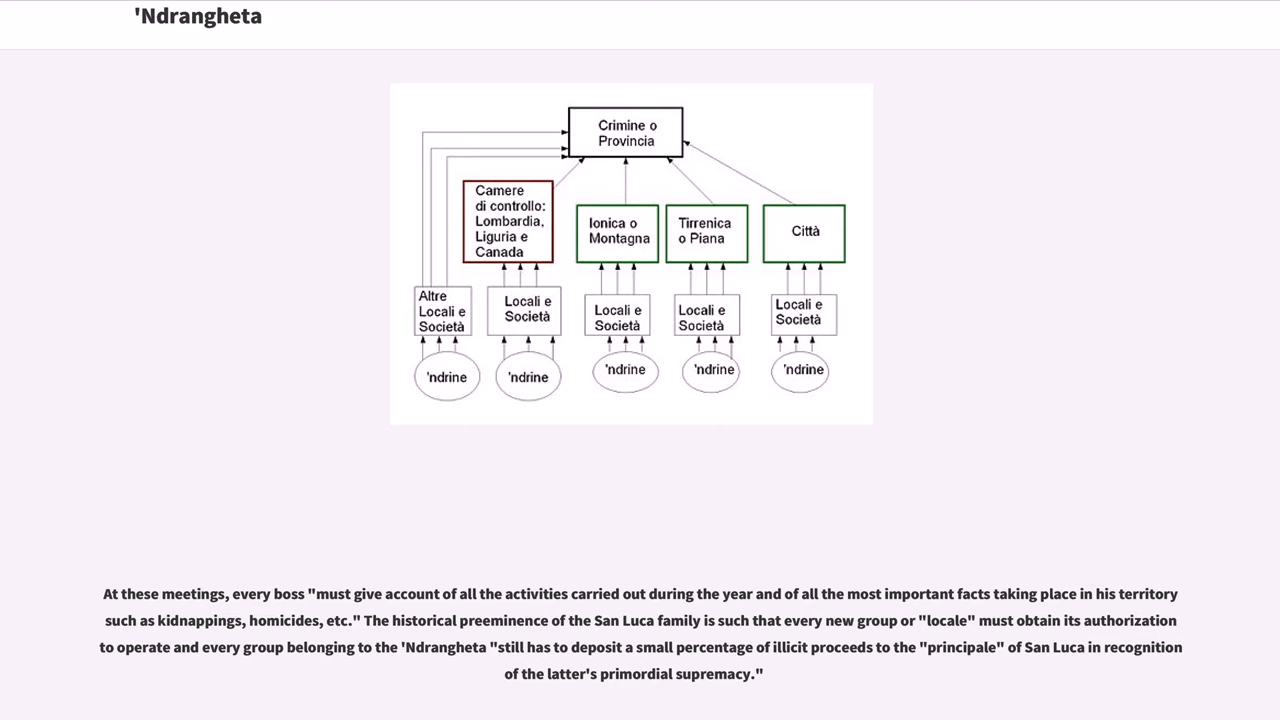 'Ndrangheta
Crimine o
Provincia
Camere
di controllo:
Lombardia,
Liguria e
Canada
Ionica o
Montagna
Tirrenica
o Piana
Città
Altre
Locali e
Società
Locali e
Società
Locali e
Società
Locali e
Società
Locali e
Società
'ndrine
'ndrine
'ndrine
'ndrine
'ndrine
At these meetings, every boss "must give account of all the activities carried out during the year and of all the most important facts taking place in his territory
such as kidnappings, homicides, etc." The historical preeminence of the San Luca family is such that every new group or "locale" must obtain its authorization
to operate and every group belonging to the 'Ndrangheta "still has to deposit a small percentage of illicit proceeds to the "principale" of San Luca in recognition
of the latter's primordial supremacy."